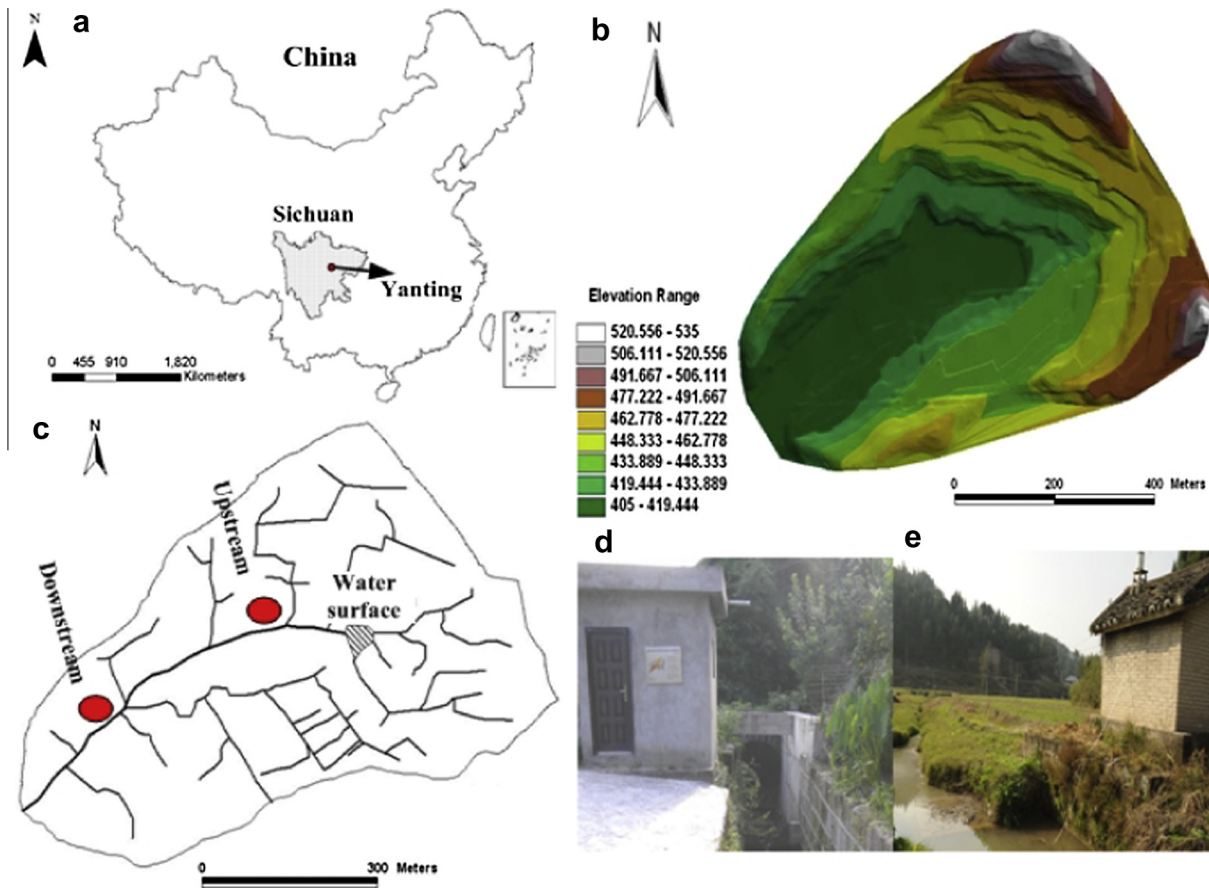 a
N
China
Sichuan
Yanting
0 455 910 1,820
Kilometers
b
N
Elevation Range
520.556 - 535
506.111 - 520.556
491.667 - 506.111
477.222 - 491.667
462.778 - 477.222
448.333 - 462.778
433.889 - 448.333
419.444 - 433.889
405 - 419.444
0 200 400 Meters
c
N
Upstream
Downstream
Water
surface
0 300 Meters
d
e